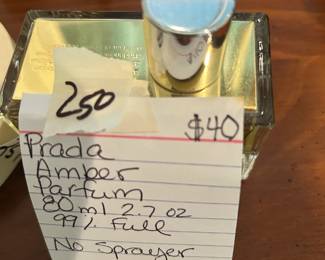 250
$40
Prada
Amber
Parfum
80 ml 2.7 oz
99% Full
No Sprayer